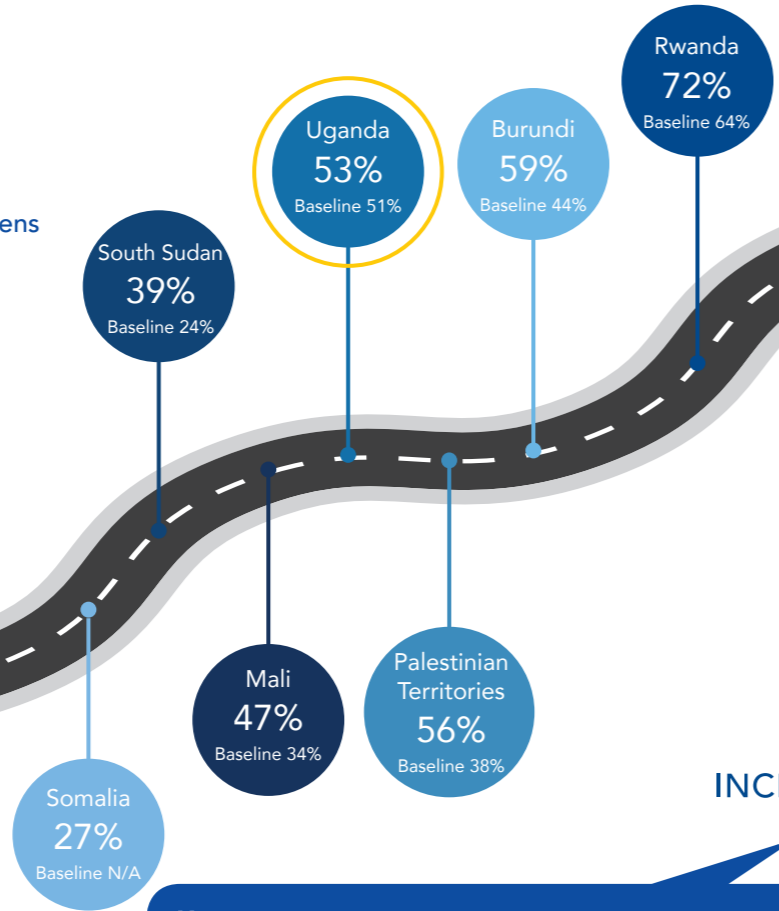 Rwanda
72%
Baseline 64%
Uganda
53%
Baseline 51%
Burundi
59%
Baseline 44%
ens
South Sudan
39%
Baseline 24%
Mali
47%
Baseline 34%
Palestinian
Territories
56%
Baseline 38%
Somalia
27%
Baseline N/A
INCL